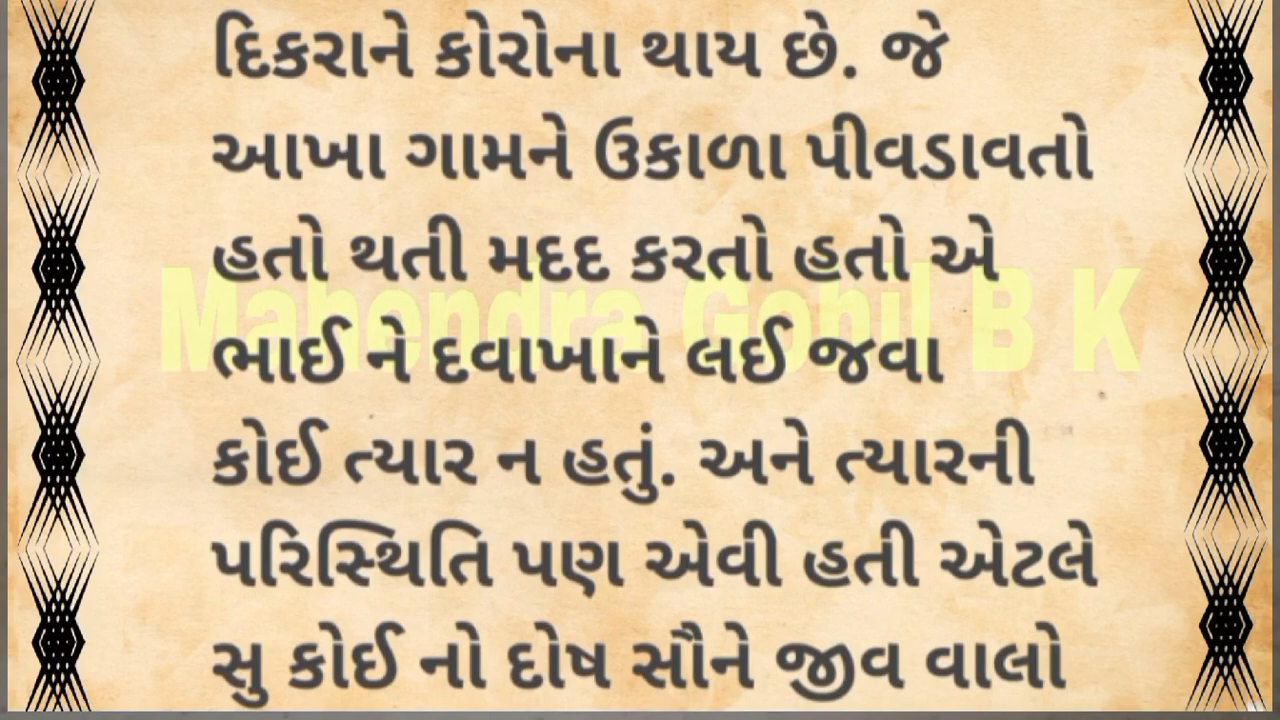 દિકરાને કોરોના થાય છે. જે
આખા ગામને ઉકાળા પીવડાવતો
હતો થતી મદદ કરતો હતો એ
Mahendra Gohil B K
ભાઈ ને દવાખાને લઈ જવા
કોઈ ત્યાર ન હતું. અને ત્યારની
પરિસ્થિતિ પણ એવી હતી એટલે
સુ કોઈ નો દોષ સૌને જીવ વાલો